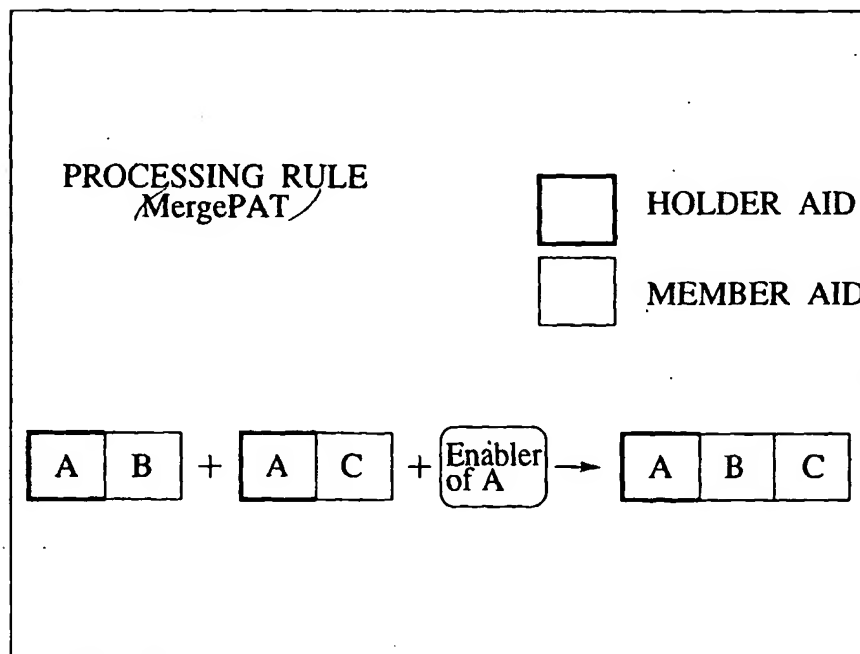 PROCESSING RULE
MergePAT
HOLDER AID
MEMBER AID
A B + A C + Enabler of A → A B C